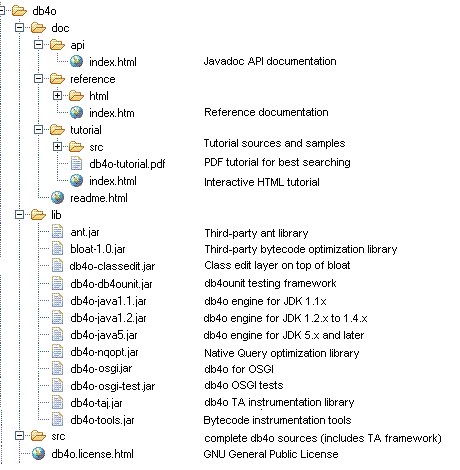 db4o
doc
api
index.html Javadoc API documentation
reference
html
index.htm Reference documentation
tutorial
src Tutorial sources and samples
db4o-tutorial.pdf PDF tutorial for best searching
index.html Interactive HTML tutorial
readme.html
lib
ant.jar Third-party ant library
bloat-1.0.jar Third-party bytecode optimization library
db4o-classedit.jar Class edit layer on top of bloat
db4o-db4ounit.jar db4ounit testing framework
db4o-java1.1.jar db4o engine for JDK 1.1x
db4o-java1.2.jar db4o engine for JDK 1.2.x to 1.4.x
db4o-java5.jar db4o engine for JDK 5.x and later
db4o-nqopt.jar Native Query optimization library
db4o-osgi.jar db4o for OSGI
db4o-osgi-test.jar db4o OSGI tests
db4o-taj.jar db4o TA instrumentation library
db4o-tools.jar Bytecode instrumentation tools
src complete db4o sources (includes TA framework)
db4o.license.html GNU General Public License